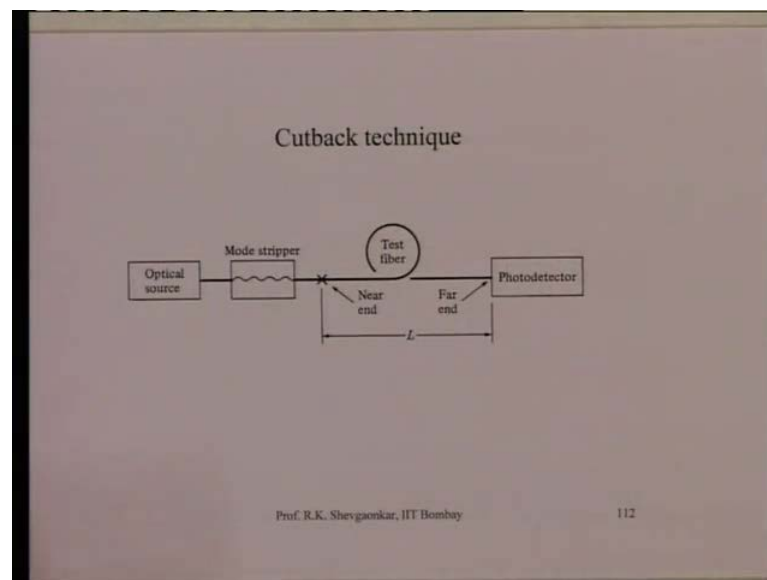 Cutback technique
Mode stripper
Optical
source
Test
fiber
Photodetector
Near
end
Far
end
L
Prof. R.K. Shevgaonkar, IIT Bombay
112